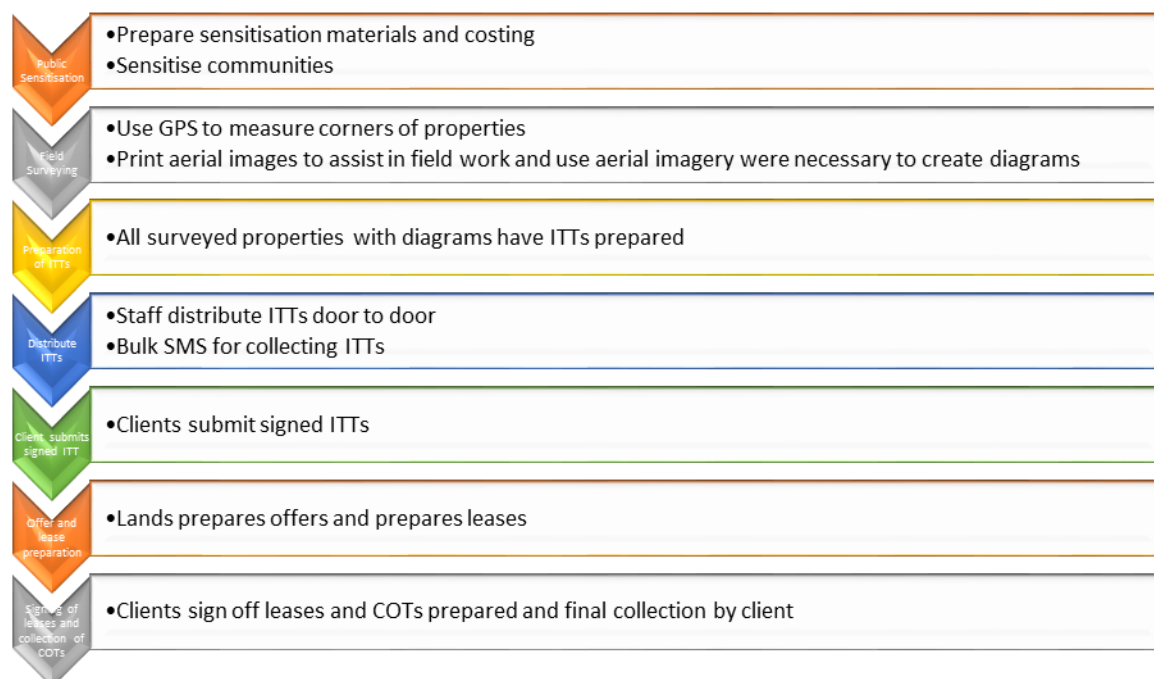 Public
Sensitisation
•Prepare sensitisation materials and costing
•Sensitise communities
Field
Surveying
•Use GPS to measure corners of properties
•Print aerial images to assist in field work and use aerial imagery were necessary to create diagrams
Preparation
of ITTs
•All surveyed properties with diagrams have ITTs prepared
Distribute
ITTs
•Staff distribute ITTs door to door
•Bulk SMS for collecting ITTs
Client submits
signed ITT
•Clients submit signed ITTs
Offer and
lease
preparation
•Lands prepares offers and prepares leases
Signing of
leases and
collection of
COTs
•Clients sign off leases and COTs prepared and final collection by client